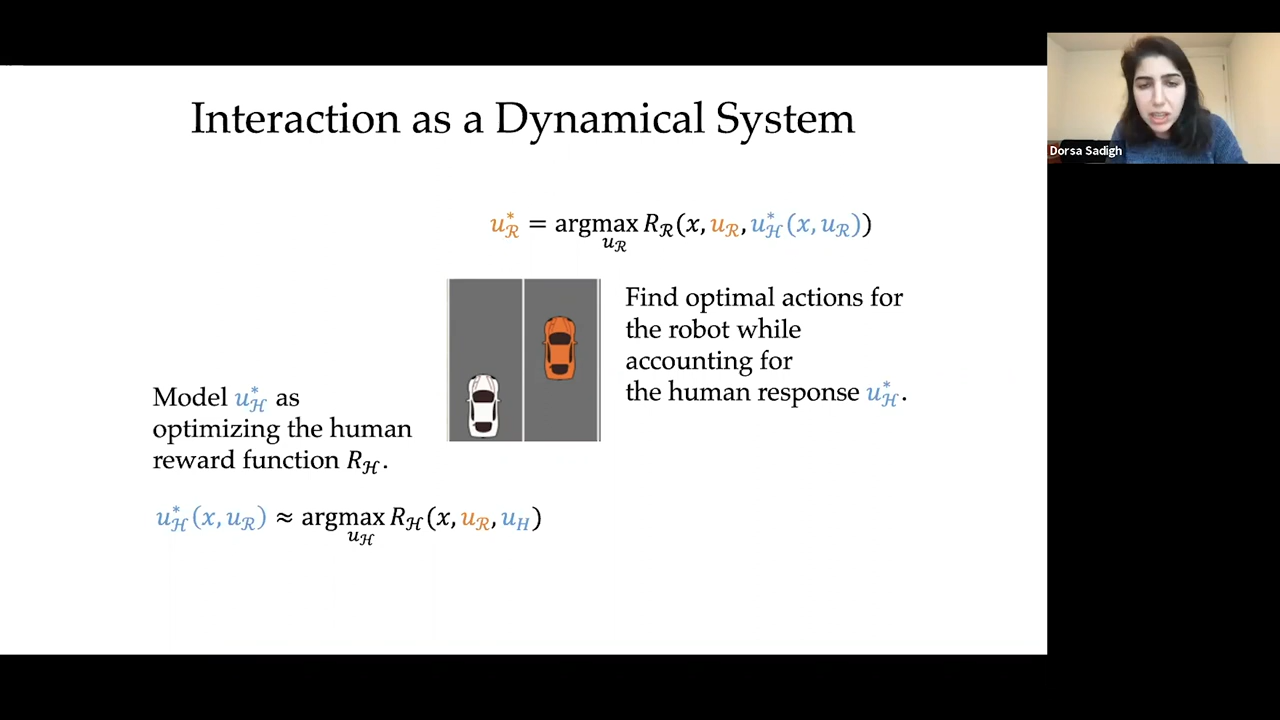 Interaction as a Dynamical System
Dorsa Sadigh
u*_ℛ = argmax R_ℛ(x, u_ℛ, u*_ℋ(x, u_ℛ))
u_ℛ
Find optimal actions for
the robot while
accounting for
the human response u*_ℋ.
Model u*_ℋ as
optimizing the human
reward function R_ℋ.
u*_ℋ(x, u_ℛ) ≈ argmax R_ℋ(x, u_ℛ, u_H)
u_ℋ